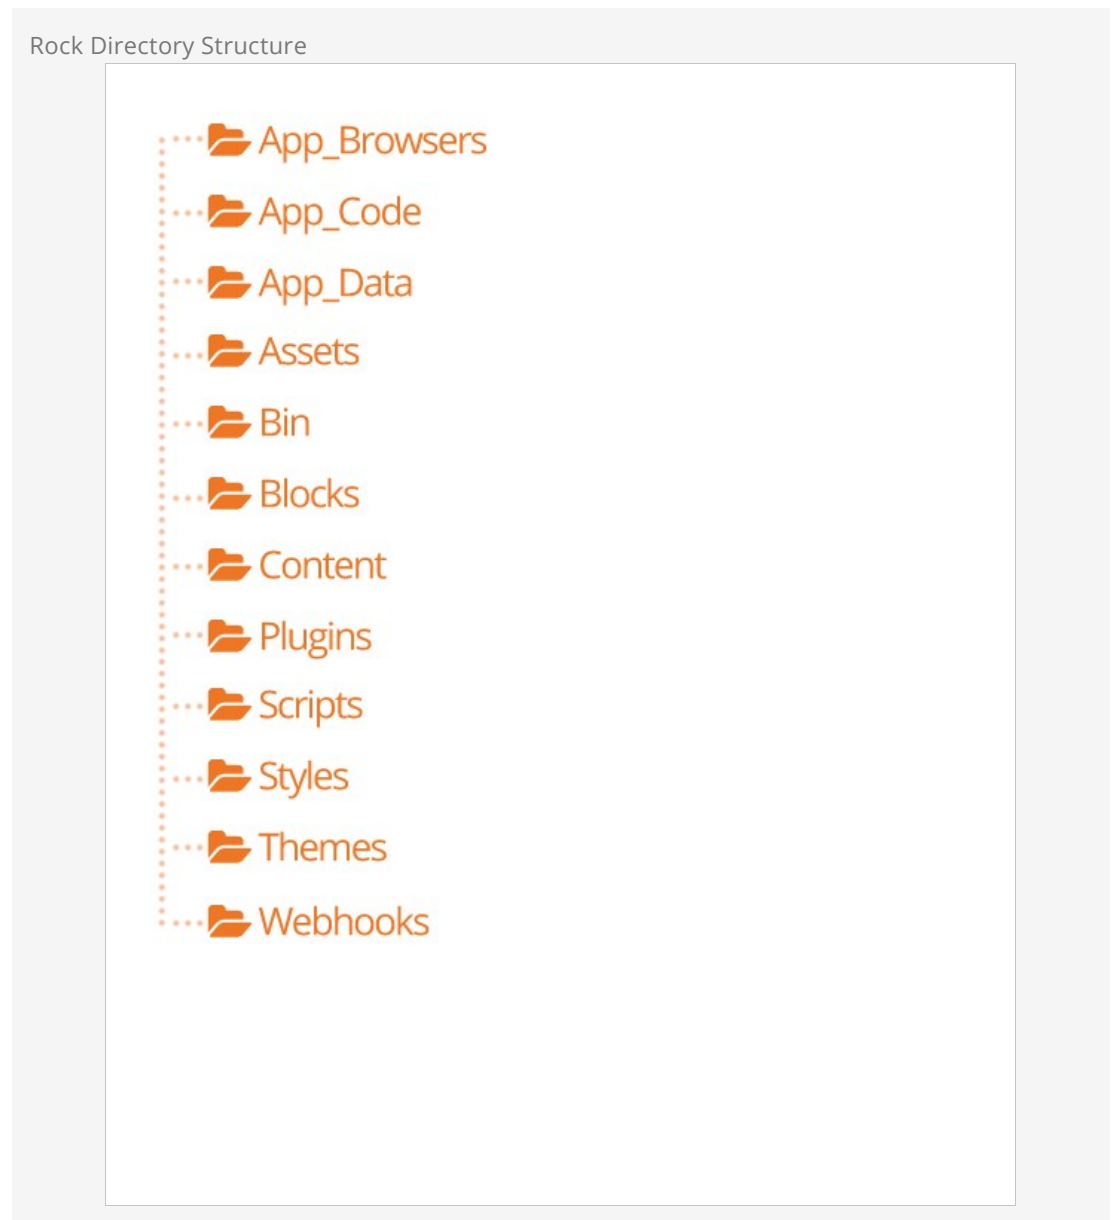 Rock Directory Structure
App_Browsers
App_Code
App_Data
Assets
Bin
Blocks
Content
Plugins
Scripts
Styles
Themes
Webhooks